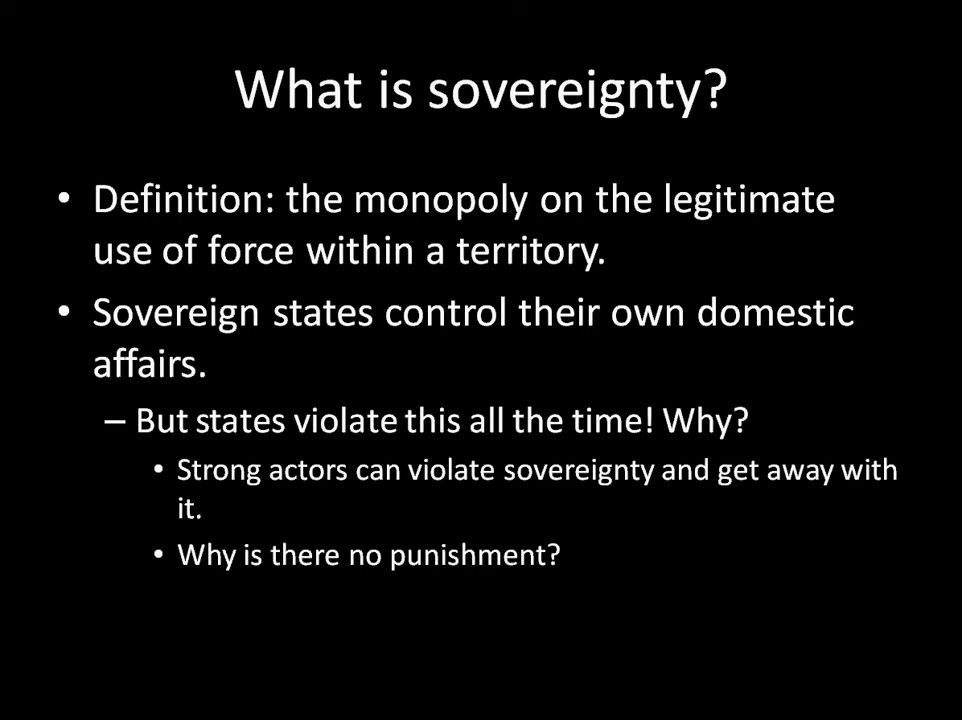 What is sovereignty?
• Definition: the monopoly on the legitimate
use of force within a territory.
• Sovereign states control their own domestic
affairs.
– But states violate this all the time! Why?
• Strong actors can violate sovereignty and get away with
it.
• Why is there no punishment?